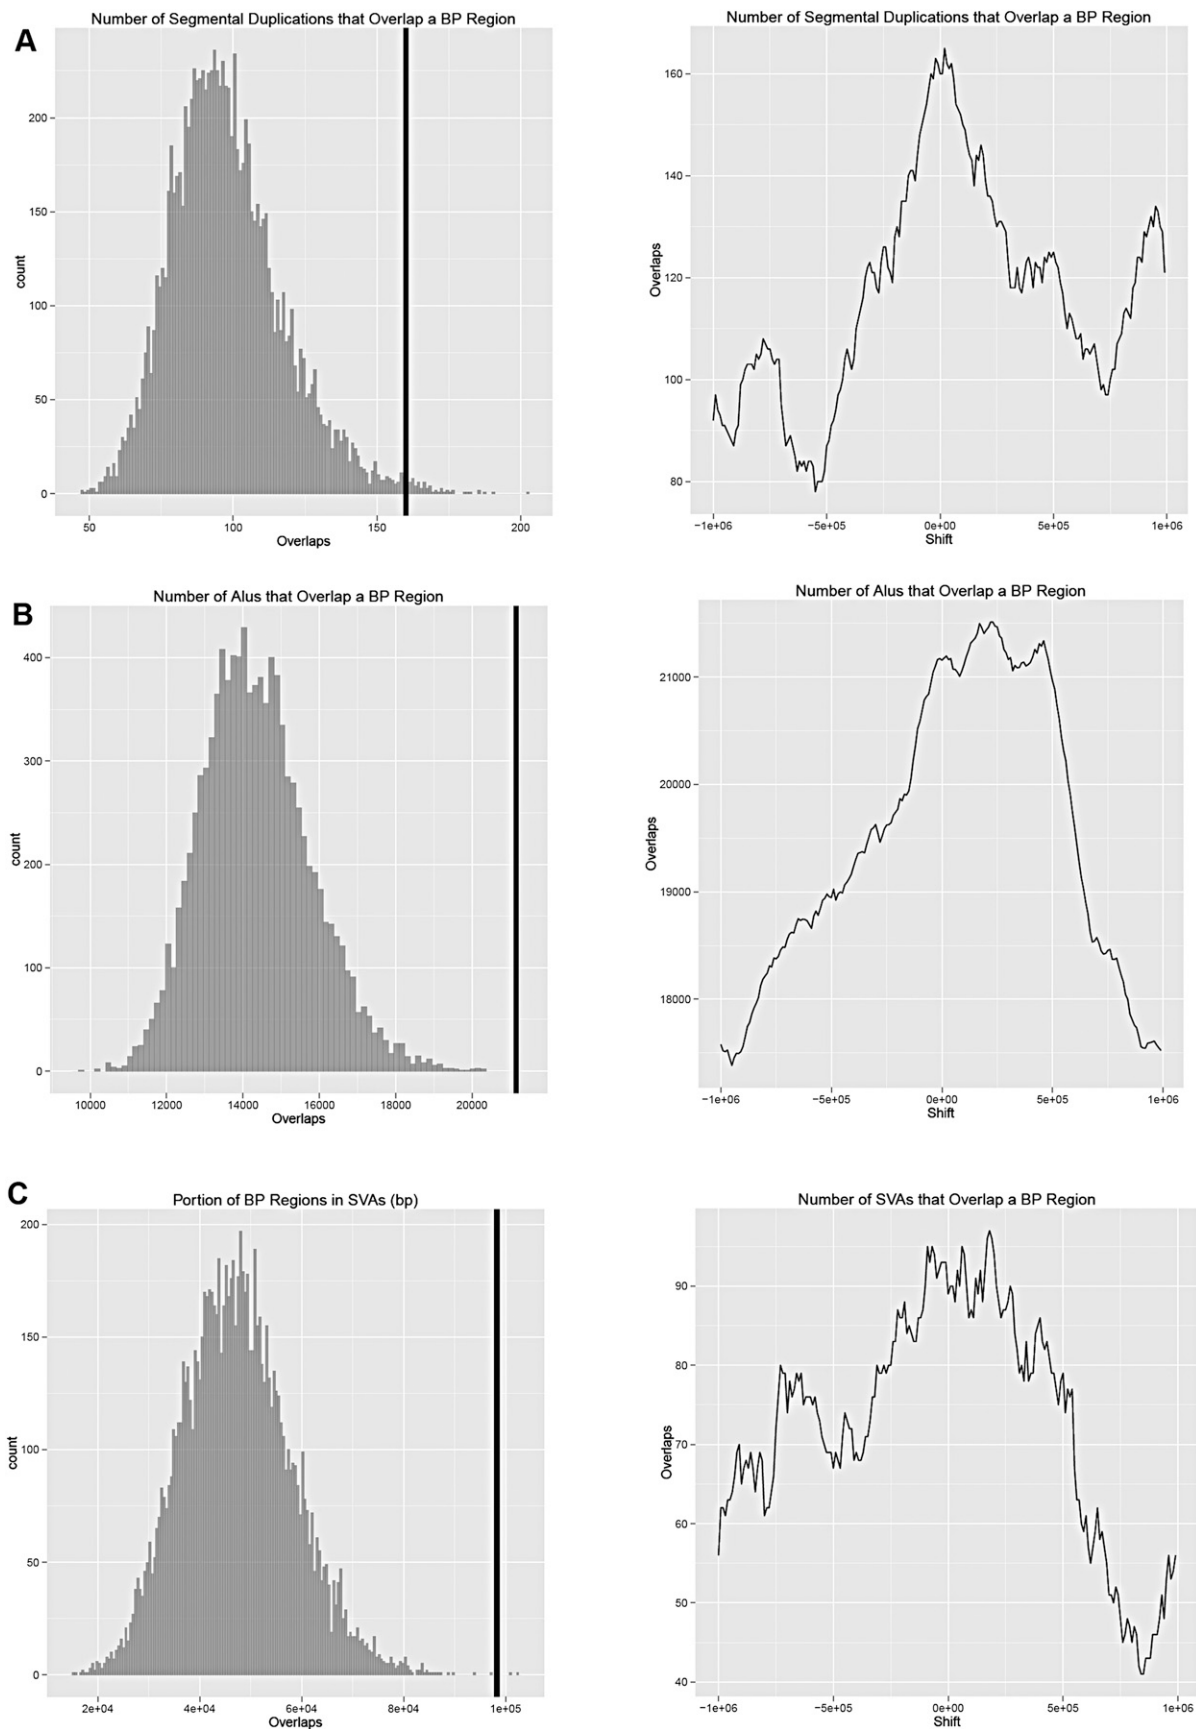 A
Number of Segmental Duplications that Overlap a BP Region
count
200
150
100
50
0
50
100
150
200
Overlaps
Number of Segmental Duplications that Overlap a BP Region
Overlaps
160
140
120
100
80
−1e+06
−5e+05
0e+00
5e+05
1e+06
Shift
B
Number of Alus that Overlap a BP Region
count
400
300
200
100
0
10000
12000
14000
16000
18000
20000
Overlaps
Number of Alus that Overlap a BP Region
Overlaps
21000
20000
19000
18000
−1e+06
−5e+05
0e+00
5e+05
1e+06
Shift
C
Portion of BP Regions in SVAs (bp)
count
200
150
100
50
0
2e+04
4e+04
6e+04
8e+04
1e+05
Overlaps
Number of SVAs that Overlap a BP Region
Overlaps
90
80
70
60
50
40
−1e+06
−5e+05
0e+00
5e+05
1e+06
Shift